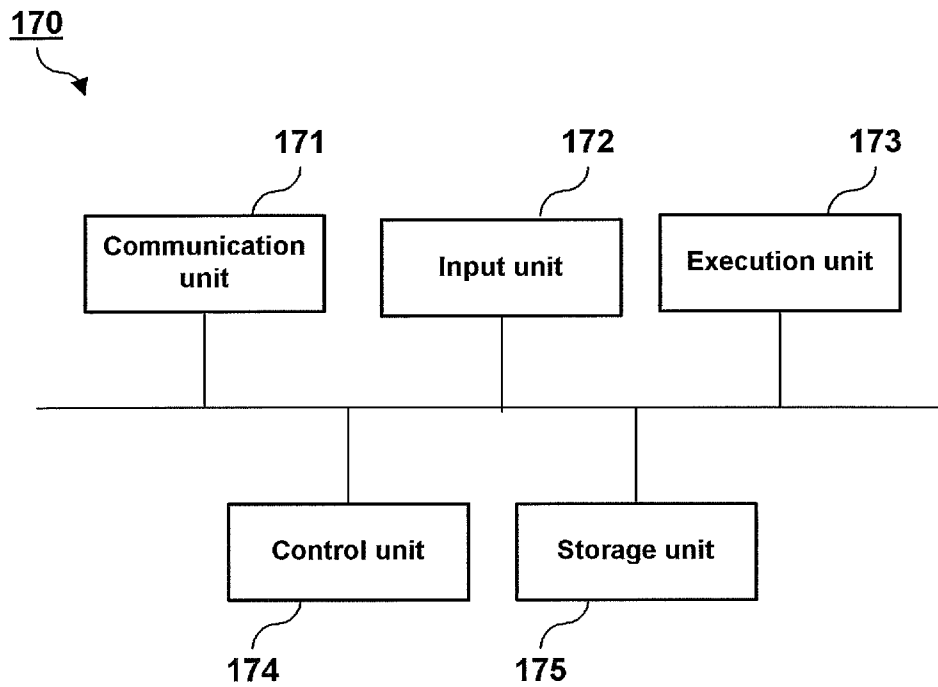 170
171
172
173
Communication
unit
Input unit
Execution unit
Control unit
Storage unit
174
175